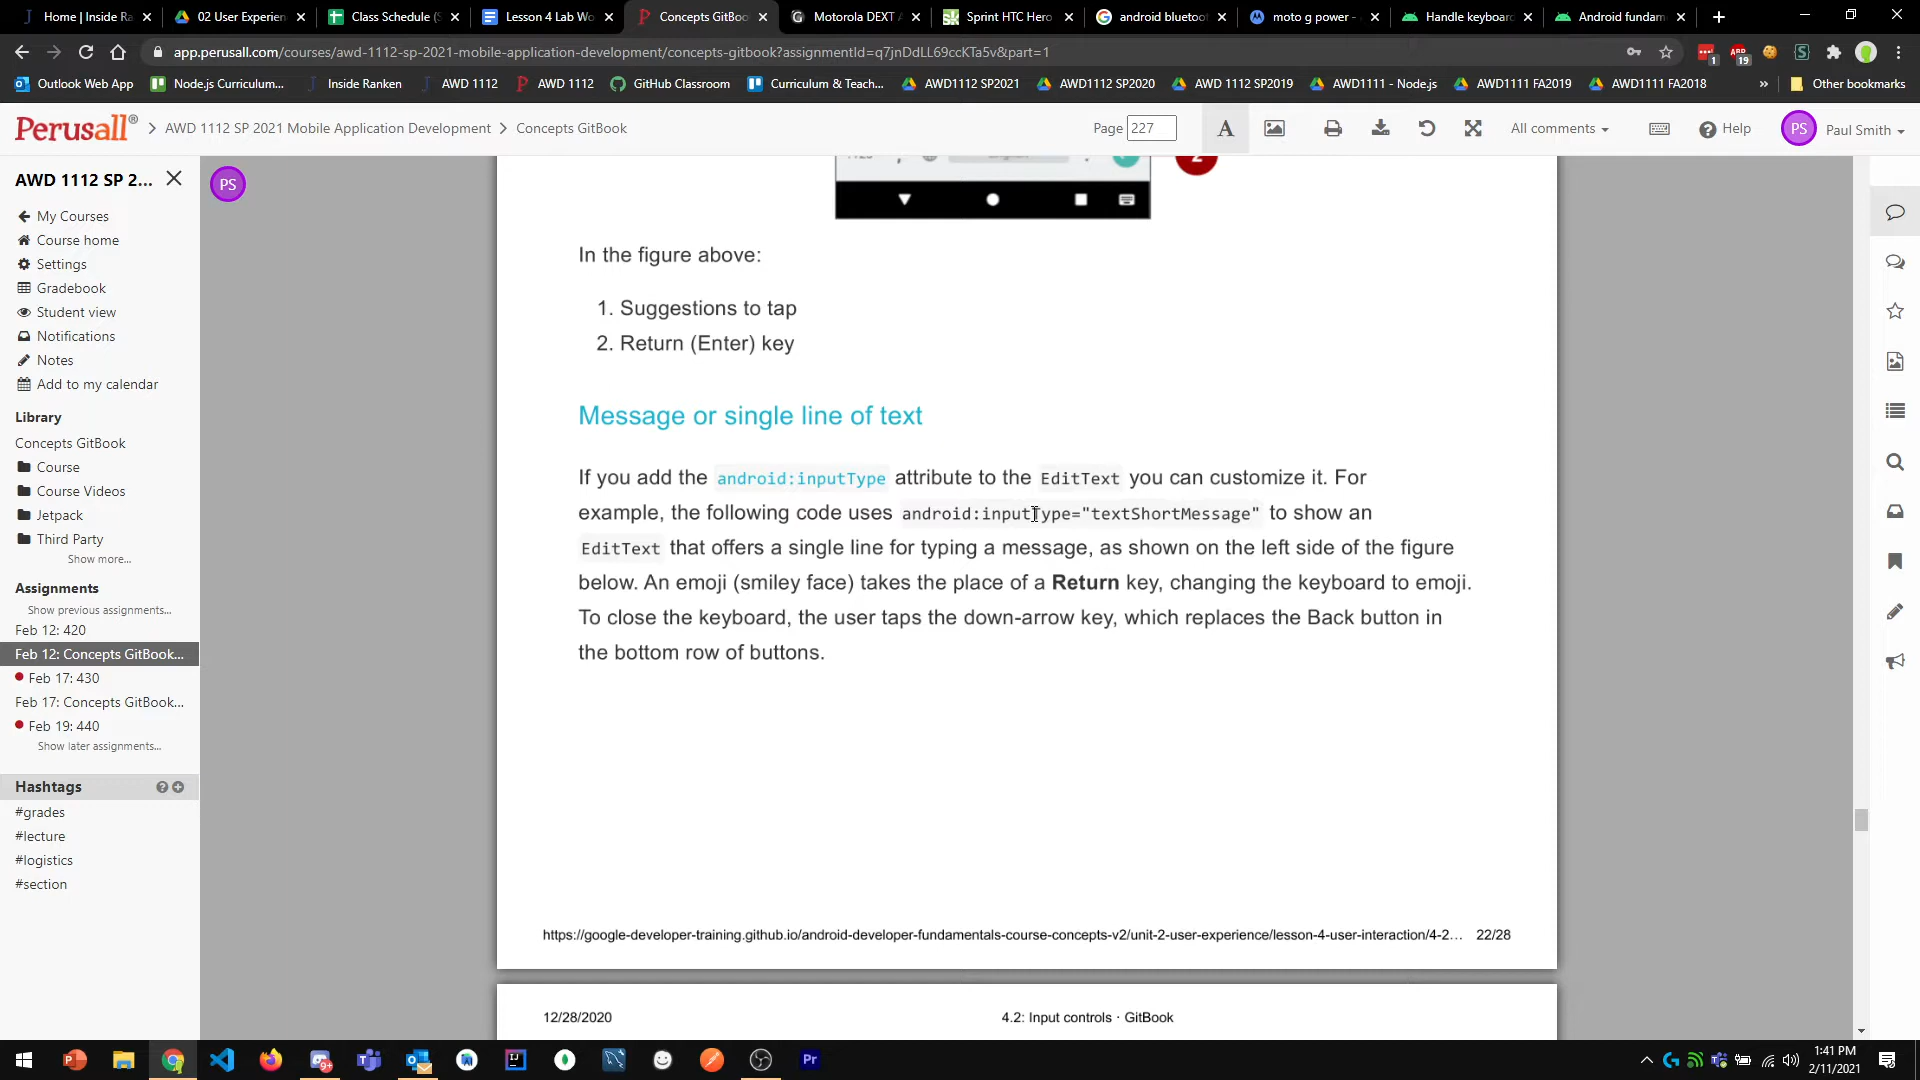 Home | Inside Ra
02 User Experien
Class Schedule (S
Lesson 4 Lab Wo
Concepts GitBoo
Motorola DEXT A
Sprint HTC Hero
android bluetoo
moto g power -
Handle keyboard
Android fundam
app.perusall.com/courses/awd-1112-sp-2021-mobile-application-development/concepts-gitbook?assignmentId=q7jnDdLL69ccKTa5v&part=1
1
19
Outlook Web App
Node.js Curriculum...
Inside Ranken
AWD 1112
AWD 1112
GitHub Classroom
Curriculum & Teach...
AWD1112 SP2021
AWD1112 SP2020
AWD 1112 SP2019
AWD1111 - Node.js
AWD1111 FA2019
AWD1111 FA2018
»
Other bookmarks
Perusall
AWD 1112 SP 2021 Mobile Application Development
Concepts GitBook
Page 227
All comments
Help
PS
Paul Smith
AWD 1112 SP 2...
PS
My Courses
Course home
Settings
Gradebook
Student view
Notifications
Notes
Add to my calendar
Library
Concepts GitBook
Course
Course Videos
Jetpack
Third Party
Show more...
Assignments
Show previous assignments...
Feb 12: 420
Feb 12: Concepts GitBook...
Feb 17: 430
Feb 17: Concepts GitBook...
Feb 19: 440
Show later assignments...
Hashtags
#grades
#lecture
#logistics
#section
In the figure above:
1. Suggestions to tap
2. Return (Enter) key
Message or single line of text
If you add the android:inputType attribute to the EditText you can customize it. For
example, the following code uses android:inputType="textShortMessage" to show an
EditText that offers a single line for typing a message, as shown on the left side of the figure
below. An emoji (smiley face) takes the place of a Return key, changing the keyboard to emoji.
To close the keyboard, the user taps the down-arrow key, which replaces the Back button in
the bottom row of buttons.
https://google-developer-training.github.io/android-developer-fundamentals-course-concepts-v2/unit-2-user-experience/lesson-4-user-interaction/4-2... 22/28
12/28/2020
4.2: Input controls · GitBook
1:41 PM
2/11/2021